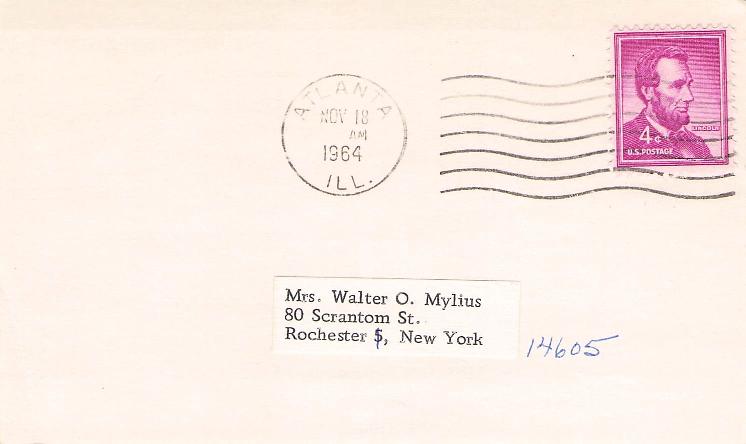 ATLANTA
NOV 18
AM
1964
ILL.
LINCOLN
4¢
U.S. POSTAGE
Mrs. Walter O. Mylius
80 Scrantom St.
Rochester 5, New York
14605